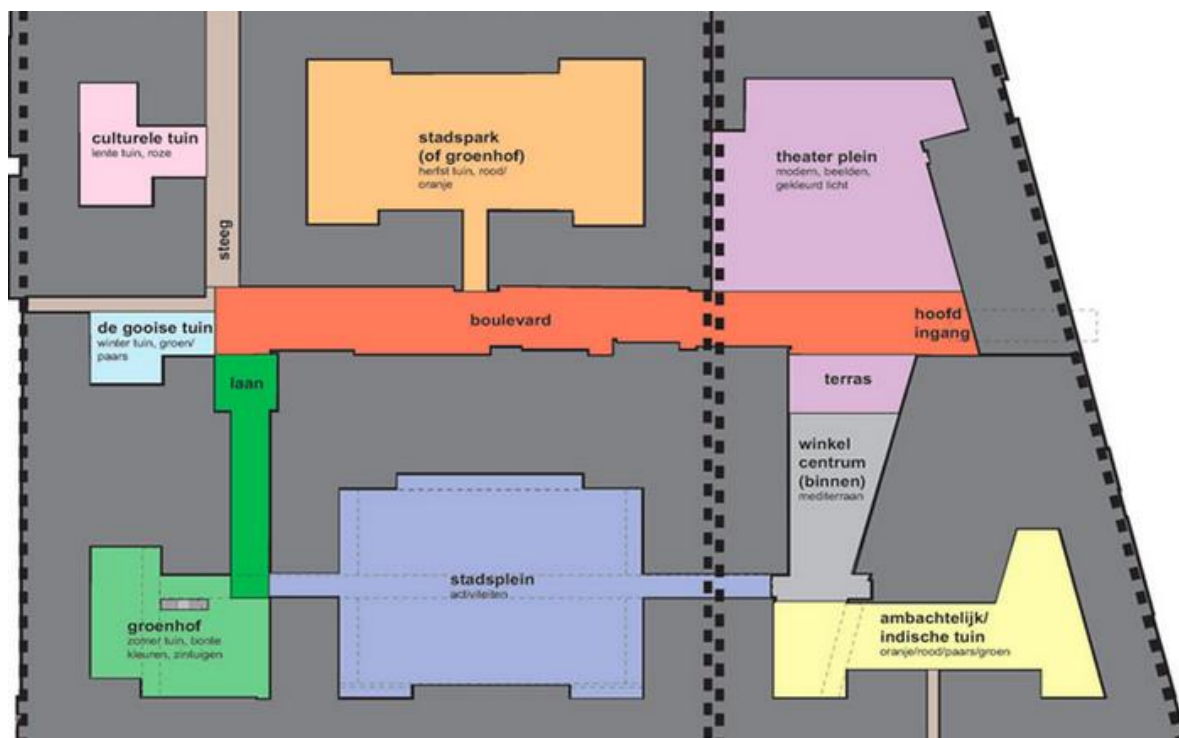 culturele tuin
lente tuin, roze
steeg
stadspark
(of groenhof)
herfst tuin, rood/
oranje
theater plein
modern, beelden,
gekleurd licht
de gooise tuin
winter tuin, groen/
paars
boulevard
hoofd
ingang
laan
terras
winkel
centrum
(binnen)
mediterraan
stadsplein
activiteiten
groenhof
zomer tuin, bonte
kleuren, zintuigen
ambachtelijk/
indische tuin
oranje/rood/paars/groen